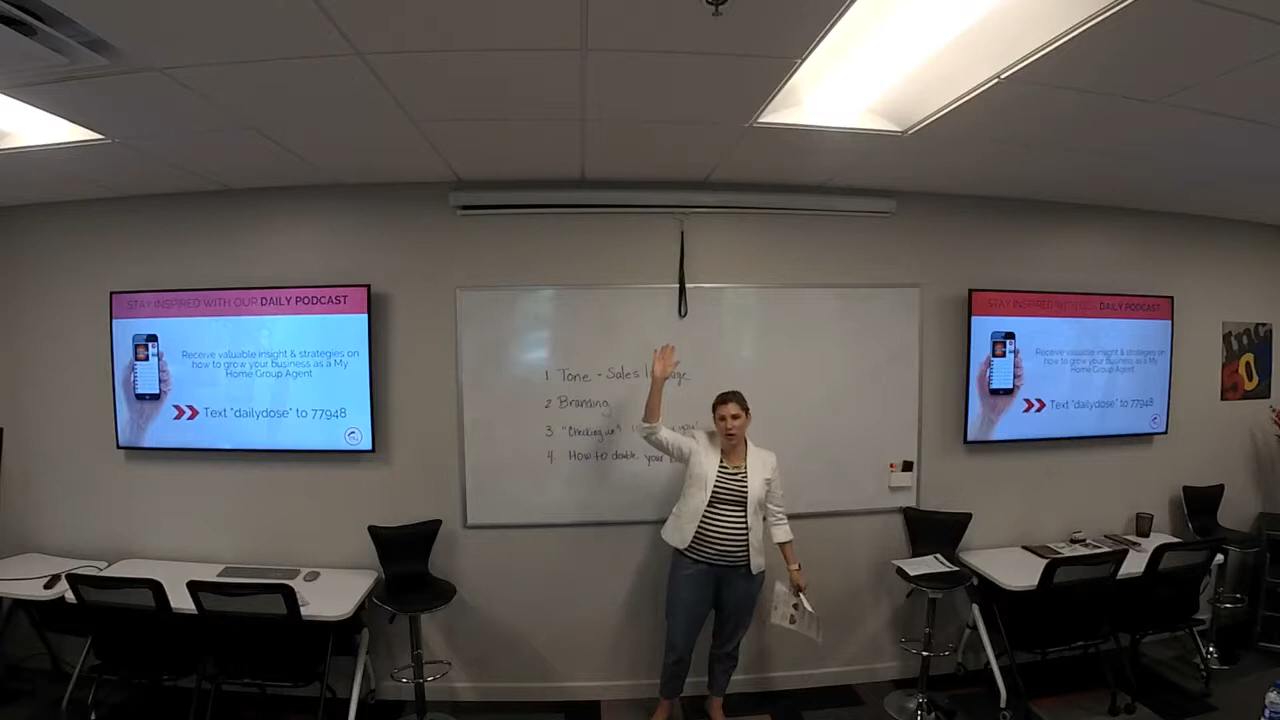 STAY INSPIRED WITH OUR DAILY PODCAST
Receive valuable insight & strategies on
how to grow your business as a My
Home Group Agent
Text "dailydose" to 77948
1 Tone - Sales
2 Branding
3 "Checking in"
4. How to double your
STAY INSPIRED WITH OUR DAILY PODCAST
Receive valuable insight & strategies on
how to grow your business as a My
Home Group Agent
Text "dailydose" to 77948